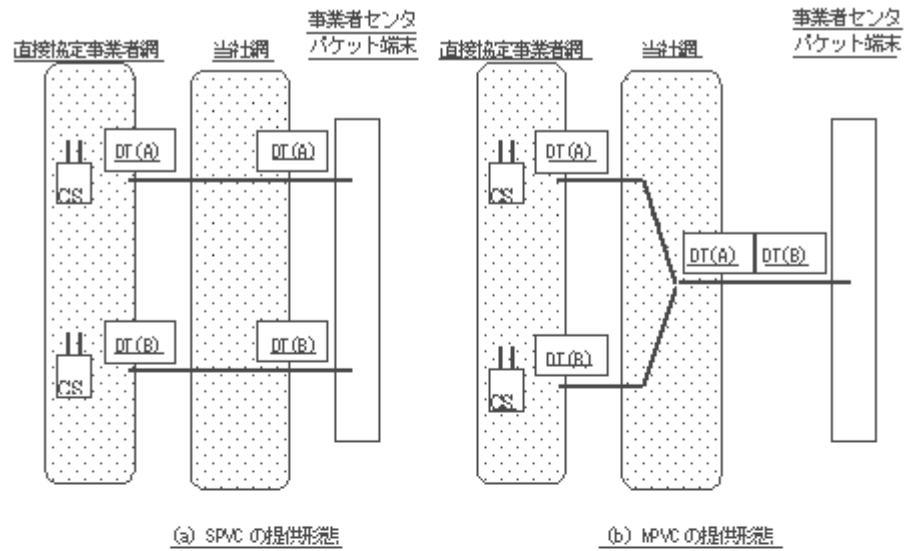 事業者センタ
パケット端末
直接協定事業者網
当社網
DT(A)
DT(A)
CS
DT(B)
DT(B)
CS
(a) SPVC の提供形態
事業者センタ
パケット端末
直接協定事業者網
当社網
DT(A)
CS
DT(A)
DT(B)
DT(B)
CS
(b) MPVC の提供形態